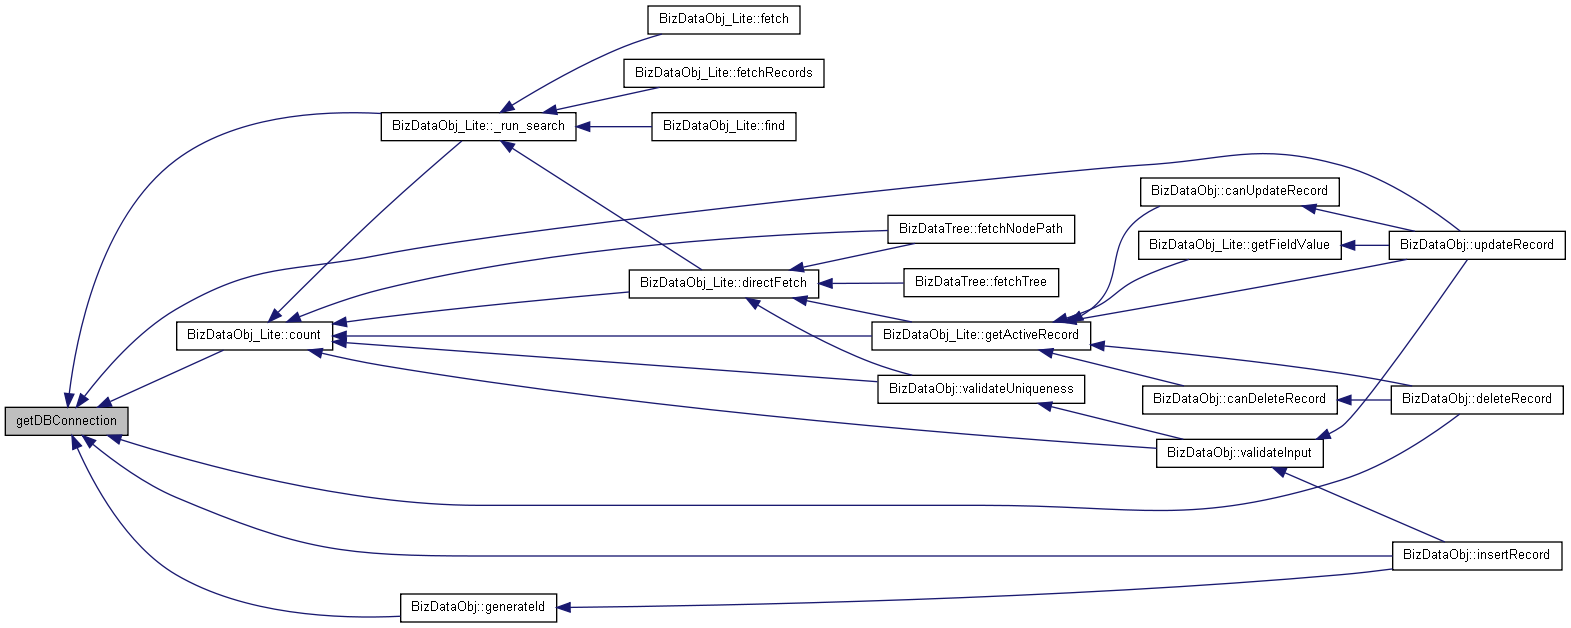 BizDataObj_Lite::fetch
BizDataObj_Lite::fetchRecords
BizDataObj_Lite::_run_search
BizDataObj_Lite::find
BizDataObj::canUpdateRecord
BizDataTree::fetchNodePath
BizDataObj_Lite::getFieldValue
BizDataObj::updateRecord
BizDataObj_Lite::directFetch
BizDataTree::fetchTree
BizDataObj_Lite::count
BizDataObj_Lite::getActiveRecord
BizDataObj::validateUniqueness
BizDataObj::canDeleteRecord
BizDataObj::deleteRecord
getDBConnection
BizDataObj::validateInput
BizDataObj::insertRecord
BizDataObj::generateId